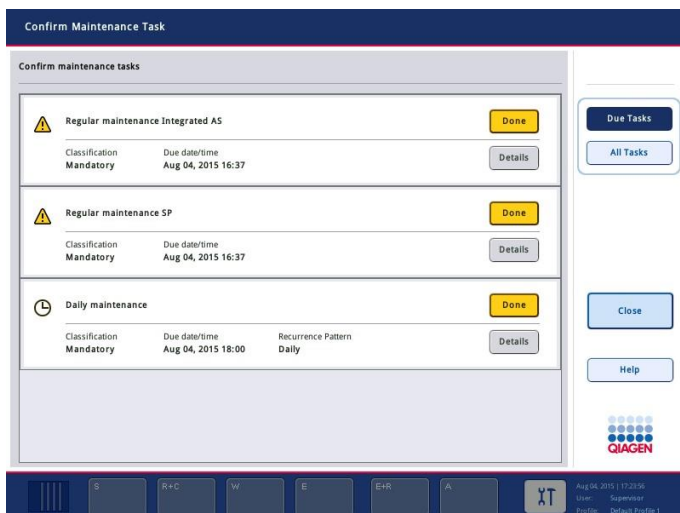 Confirm Maintenance Task
Confirm maintenance tasks
Regular maintenance Integrated AS
Done
Classification
Due date/time
Mandatory
Aug 04, 2015 16:37
Details
Regular maintenance SP
Done
Classification
Due date/time
Mandatory
Aug 04, 2015 16:37
Details
Daily maintenance
Done
Classification
Due date/time
Recurrence Pattern
Mandatory
Aug 04, 2015 18:00
Daily
Details
Due Tasks
All Tasks
Close
Help
QIAGEN
S
R+C
W
E
E+R
A
Aug 04, 2015 | 17:23:56
User: Supervisor
Profile: Default Profile 1